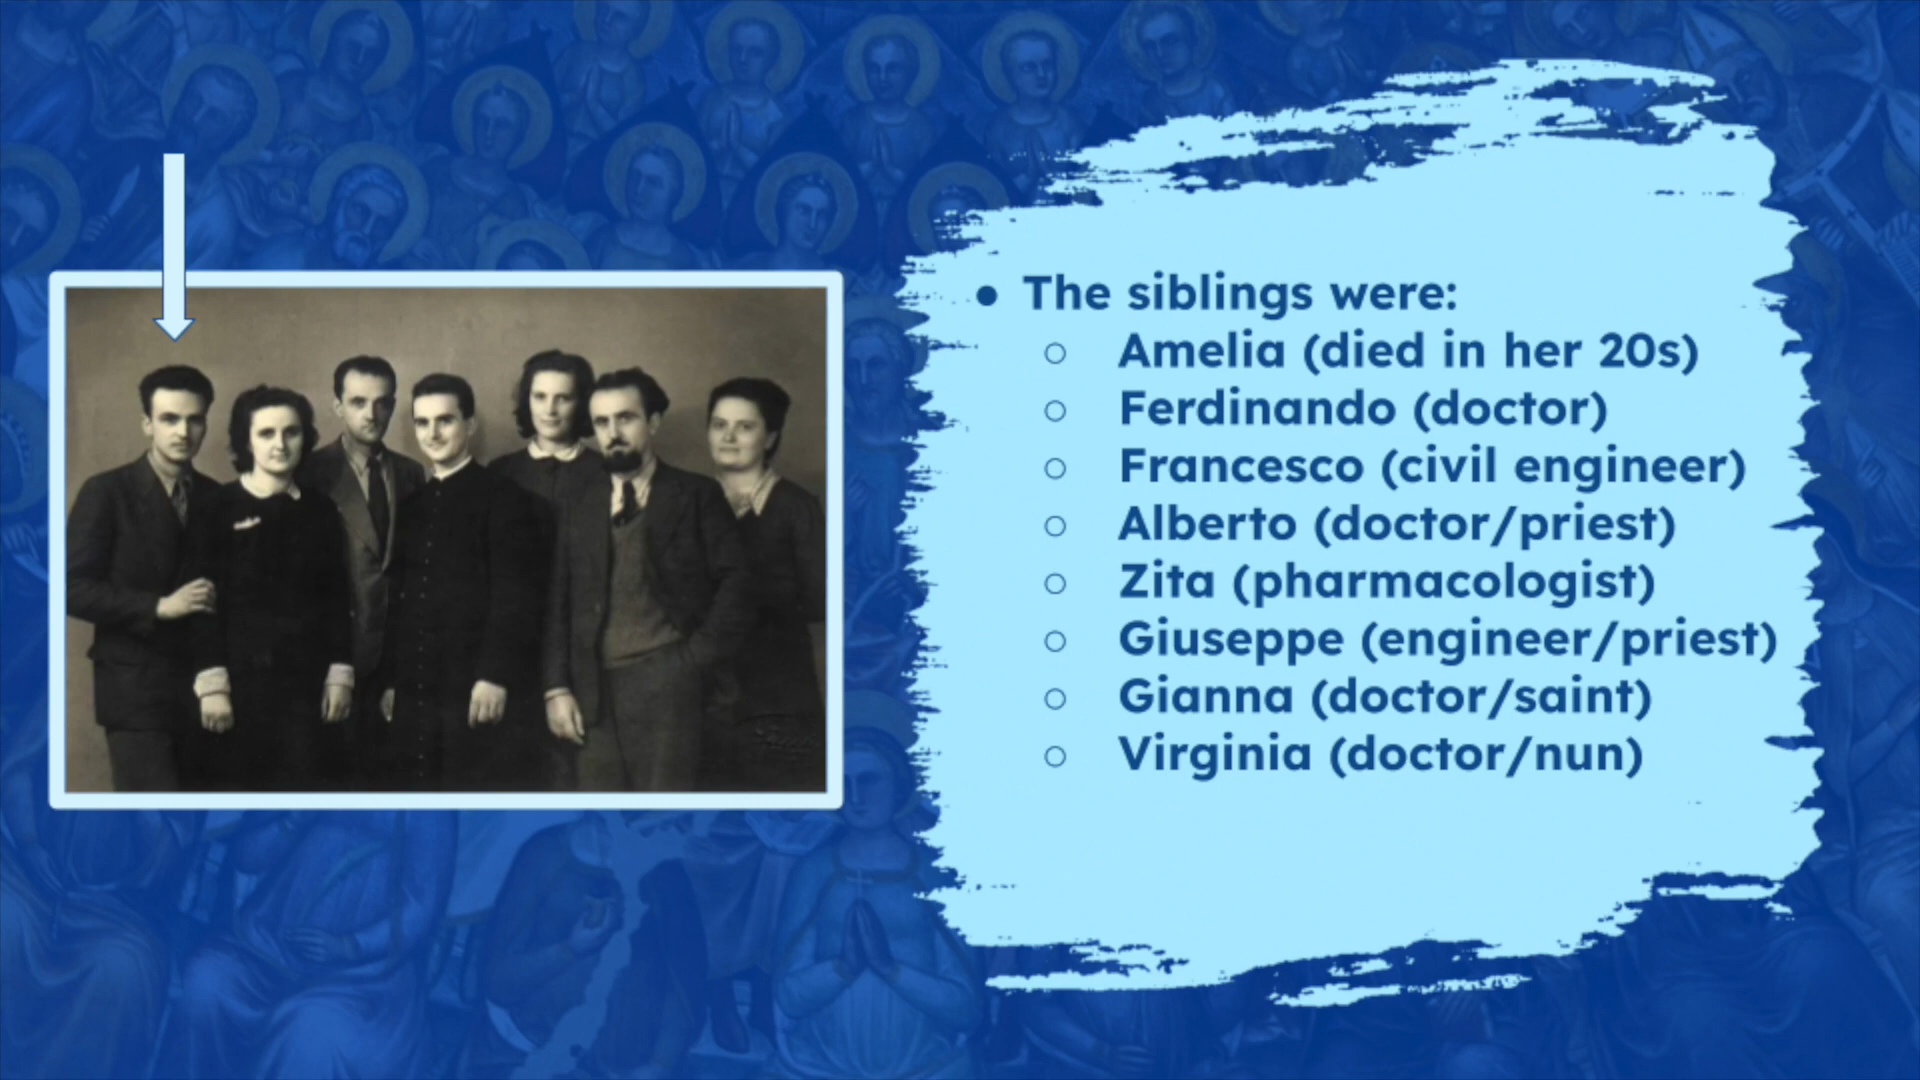 ● The siblings were:
○ Amelia (died in her 20s)
○ Ferdinando (doctor)
○ Francesco (civil engineer)
○ Alberto (doctor/priest)
○ Zita (pharmacologist)
○ Giuseppe (engineer/priest)
○ Gianna (doctor/saint)
○ Virginia (doctor/nun)